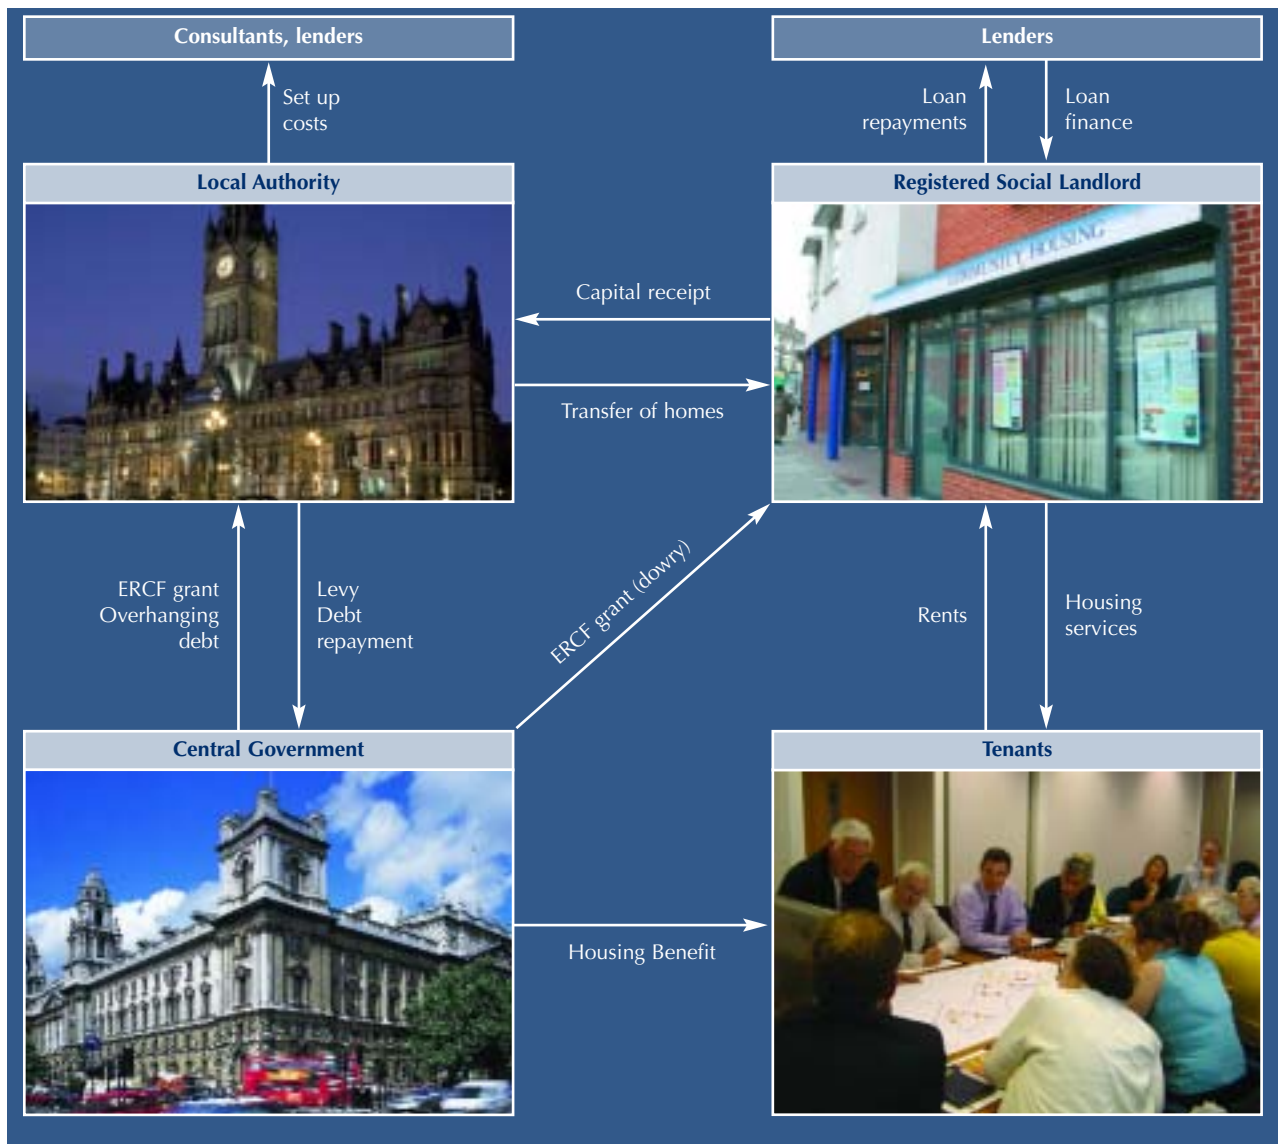 Consultants, lenders
Lenders
Set up
costs
Loan
repayments
Loan
finance
Local Authority
Registered Social Landlord
COMMUNITY HOUSING
Capital receipt
Transfer of homes
ERCF grant
Overhanging
debt
Levy
Debt
repayment
ERCF grant (dowry)
Rents
Housing
services
Central Government
Tenants
Housing Benefit